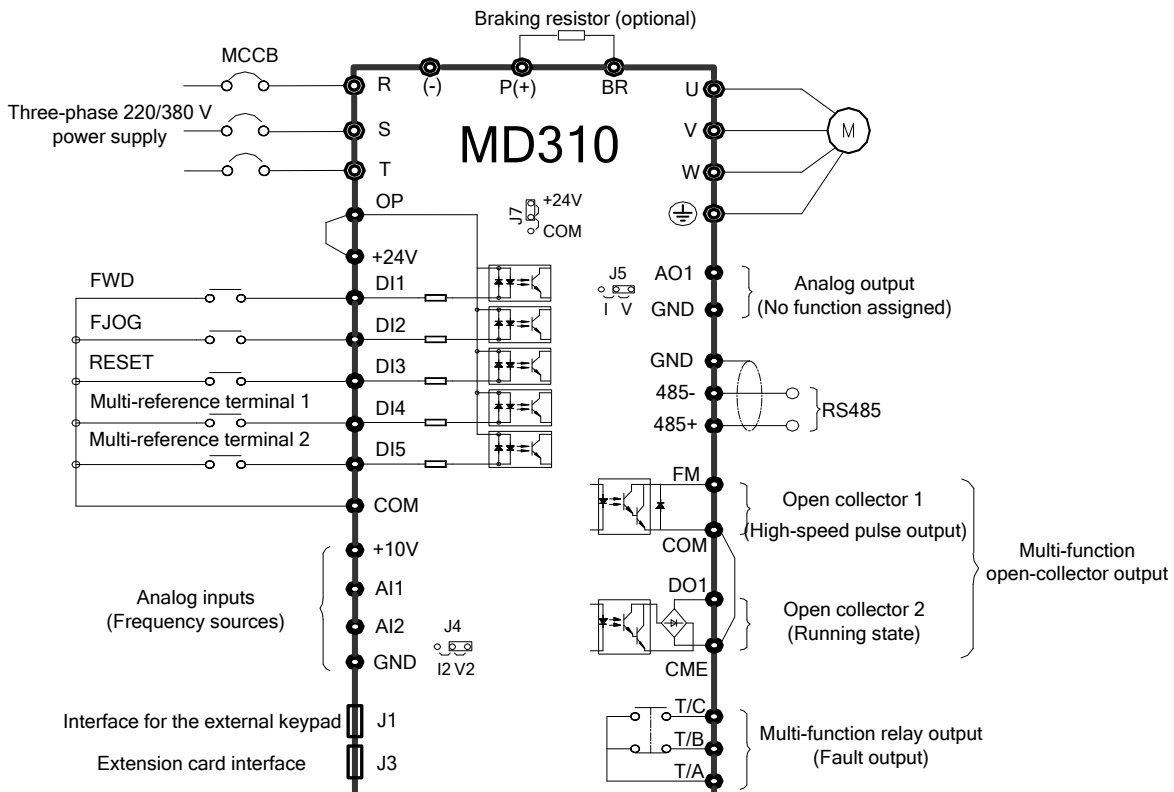 Braking resistor (optional)
MCCB
R
(-)
P(+)
BR
U
Three-phase 220/380 V
power supply
S
MD310
V
M
T
W
OP
J7
+24V
COM
+24V
FWD
DI1
J5
I V
AO1
GND
Analog output
(No function assigned)
FJOG
DI2
RESET
DI3
GND
Multi-reference terminal 1
DI4
485-
485+
RS485
Multi-reference terminal 2
DI5
COM
FM
COM
Open collector 1
(High-speed pulse output)
Multi-function
open-collector output
+10V
AI1
Analog inputs
(Frequency sources)
AI2
J4
GND
I2 V2
DO1
Open collector 2
(Running state)
CME
Interface for the external keypad
J1
Extension card interface
J3
T/C
T/B
T/A
Multi-function relay output
(Fault output)